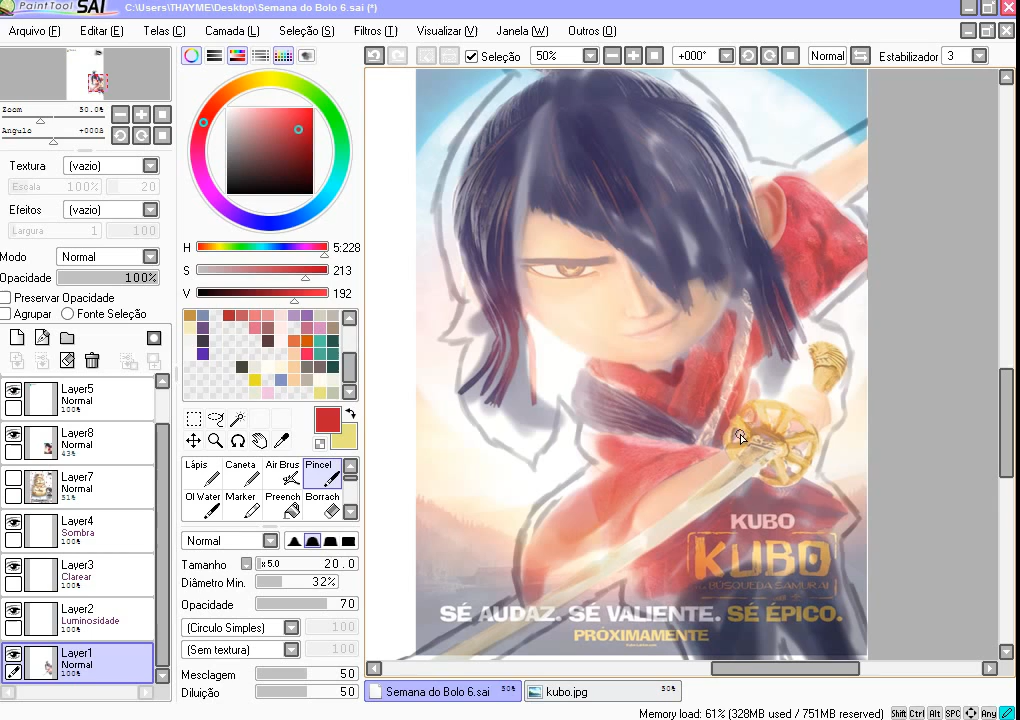 PaintTool SAI C:\Users\THAYME\Desktop\Semana do Bolo 6.sai (*)
Arquivo (F) Editar (E) Telas (C) Camada (L) Seleção (S) Filtros (T) Visualizar (V) Janela (W) Outros (O)
Seleção 50% +000° Normal Estabilizador 3
Zoom 50.0%
Angulo +000°
Textura (vazio)
Escala 100% 20
Efeitos (vazio)
Largura 1 100
Modo Normal
Opacidade 100%
Preservar Opacidade
Agrupar Fonte Seleção
Layer5
Normal
100%
Layer8
Normal
43%
Layer7
Normal
51%
Layer4
Sombra
100%
Layer3
Clarear
100%
Layer2
Luminosidade
100%
Layer1
Normal
100%
H 5:228
S 213
V 192
Lápis Caneta Air Brus Pincel
Ol Water Marker Preench Borrach
Normal
Tamanho x 5.0 20.0
Diâmetro Min. 32%
Opacidade 70
(Circulo Simples) 100
(Sem textura) 100
Mesclagem 50
Diluição 50
KUBO
KUBO
BÚSQUEDA SAMURAI
SÉ AUDAZ. SÉ VALIENTE. SÉ ÉPICO.
PRÓXIMAMENTE
Semana do Bolo 6.sai 50% kubo.jpg 50%
Memory load: 61% (328MB used / 751MB reserved) Shift Ctrl Alt SPC Any